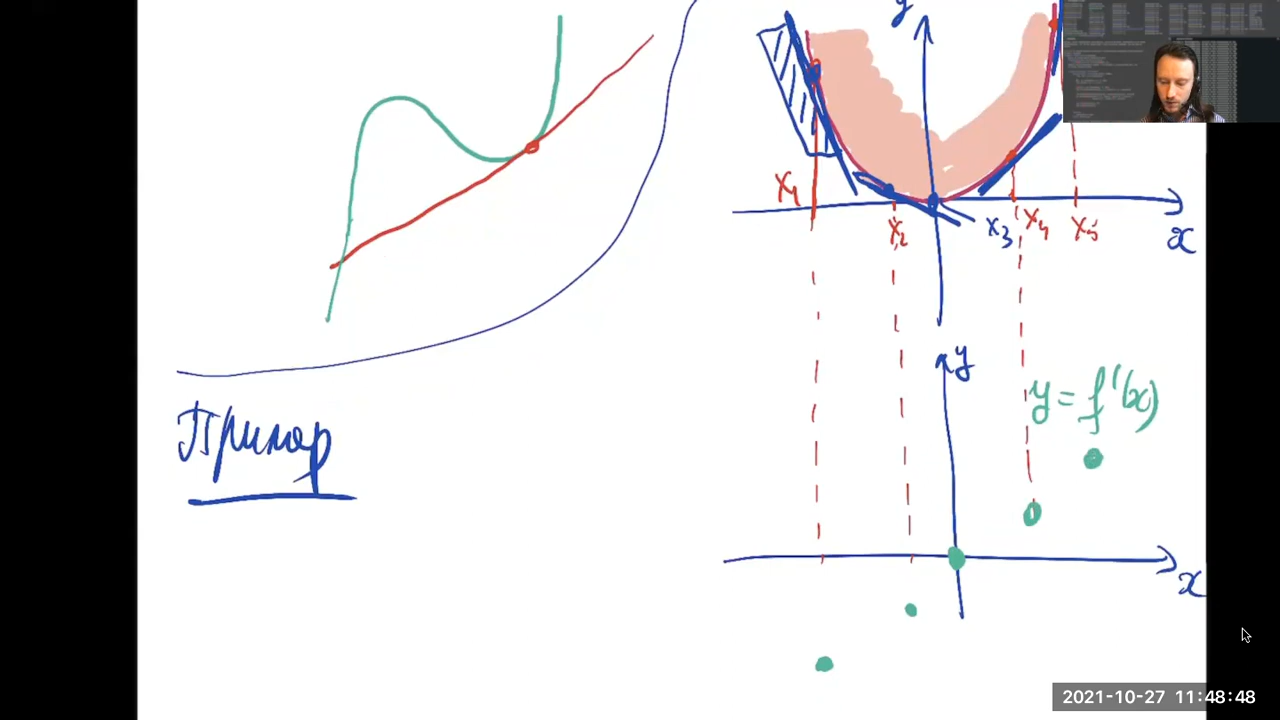 y
x₁
x₂
x₃
x₄
x₅
x
y
y = f'(x)
Пример
x
2021-10-27 11:48:48